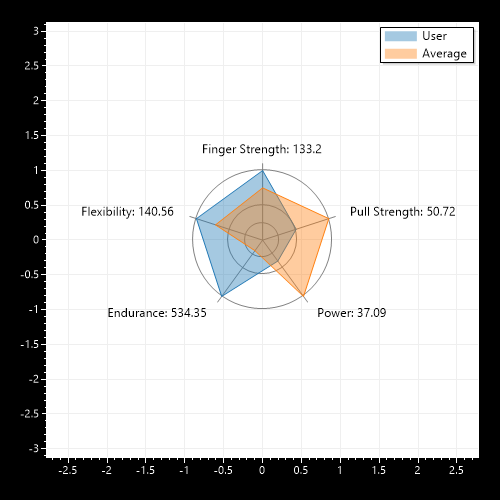 User
Average
Finger Strength: 133.2
Flexibility: 140.56
Pull Strength: 50.72
Endurance: 534.35
Power: 37.09
3
2.5
2
1.5
1
0.5
0
-0.5
-1
-1.5
-2
-2.5
-3
-2.5 -2 -1.5 -1 -0.5 0 0.5 1 1.5 2 2.5